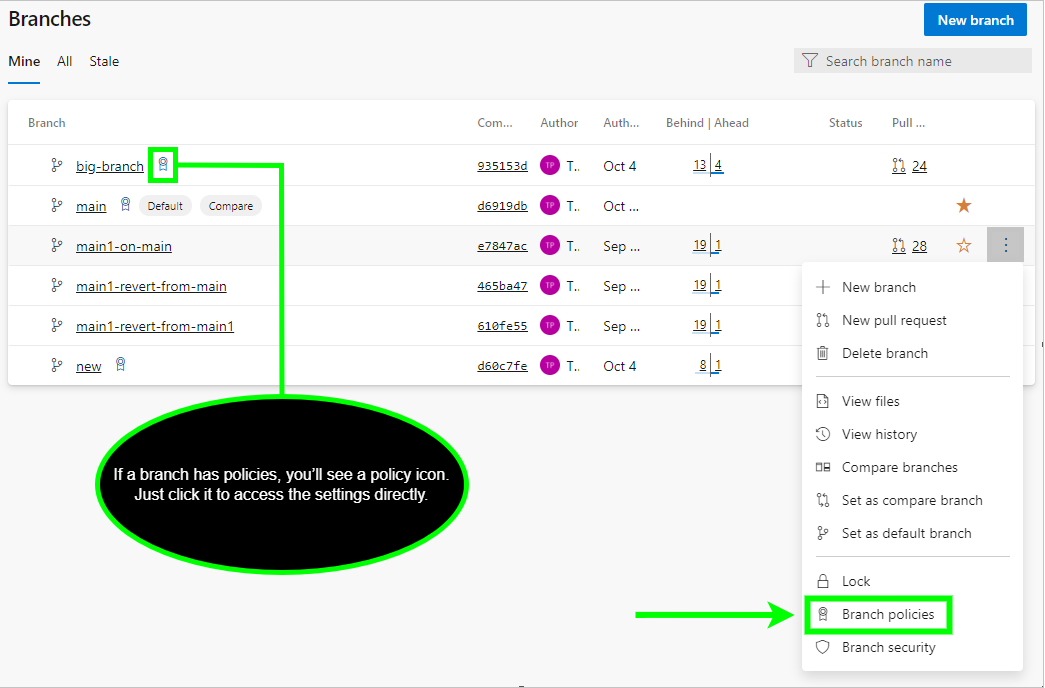 Branches
New branch
Mine All Stale
Search branch name
Branch Com... Author Auth... Behind | Ahead Status Pull ...
big-branch 935153d TP T.. Oct 4 13 4 24
main Default Compare d6919db TP T.. Oct ...
main1-on-main e7847ac TP T.. Sep ... 19 1 28
main1-revert-from-main 465ba47 TP T.. Sep ... 19 1
main1-revert-from-main1 610fe55 TP T.. Sep ... 19 1
new d60c7fe TP T.. Oct 4 8 1
New branch
New pull request
Delete branch
View files
View history
Compare branches
Set as compare branch
Set as default branch
Lock
Branch policies
Branch security
If a branch has policies, you’ll see a policy icon.
Just click it to access the settings directly.